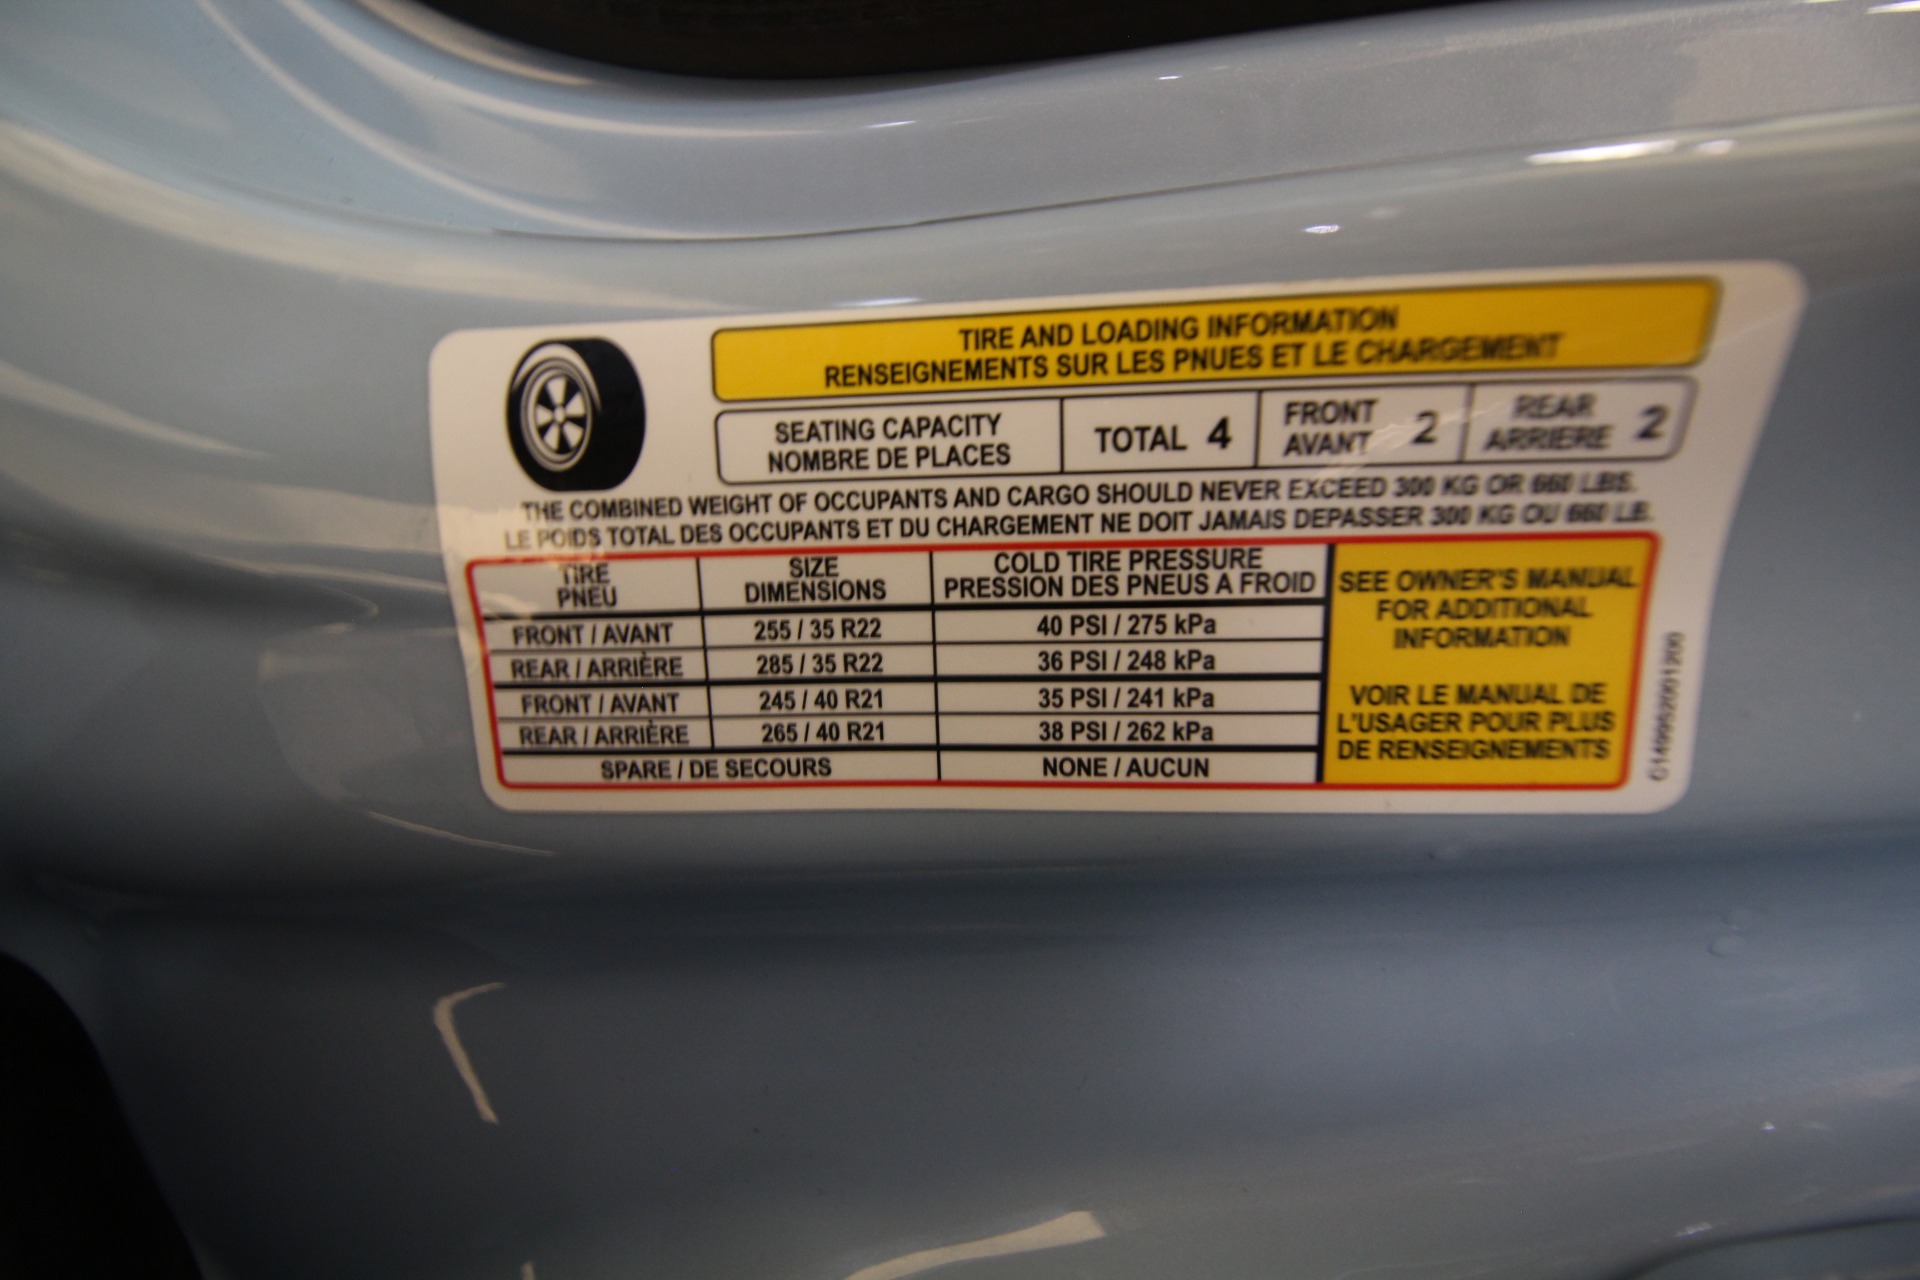 TIRE AND LOADING INFORMATION
RENSEIGNEMENTS SUR LES PNUES ET LE CHARGEMENT
SEATING CAPACITY
NOMBRE DE PLACES
TOTAL 4
FRONT
AVANT 2
REAR
ARRIERE 2
THE COMBINED WEIGHT OF OCCUPANTS AND CARGO SHOULD NEVER EXCEED 300 KG OR 660 LBS.
LE POIDS TOTAL DES OCCUPANTS ET DU CHARGEMENT NE DOIT JAMAIS DEPASSER 300 KG OU 660 LB.
TIRE
PNEU
SIZE
DIMENSIONS
COLD TIRE PRESSURE
PRESSION DES PNEUS A FROID
FRONT / AVANT 255 / 35 R22 40 PSI / 275 kPa
REAR / ARRIÈRE 285 / 35 R22 36 PSI / 248 kPa
FRONT / AVANT 245 / 40 R21 35 PSI / 241 kPa
REAR / ARRIÈRE 265 / 40 R21 38 PSI / 262 kPa
SPARE / DE SECOURS NONE / AUCUN
SEE OWNER'S MANUAL
FOR ADDITIONAL
INFORMATION
VOIR LE MANUAL DE
L'USAGER POUR PLUS
DE RENSEIGNEMENTS